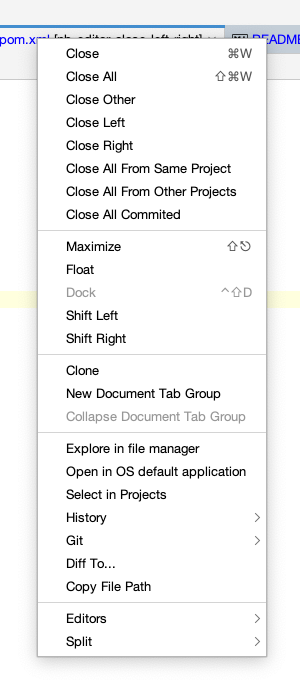 pom.xml [nb-editor-close-left-right] README
Close ⌘W
Close All ⇧⌘W
Close Other
Close Left
Close Right
Close All From Same Project
Close All From Other Projects
Close All Commited
Maximize ⇧⎋
Float
Dock ^⇧D
Shift Left
Shift Right
Clone
New Document Tab Group
Collapse Document Tab Group
Explore in file manager
Open in OS default application
Select in Projects
History
Git
Diff To...
Copy File Path
Editors
Split